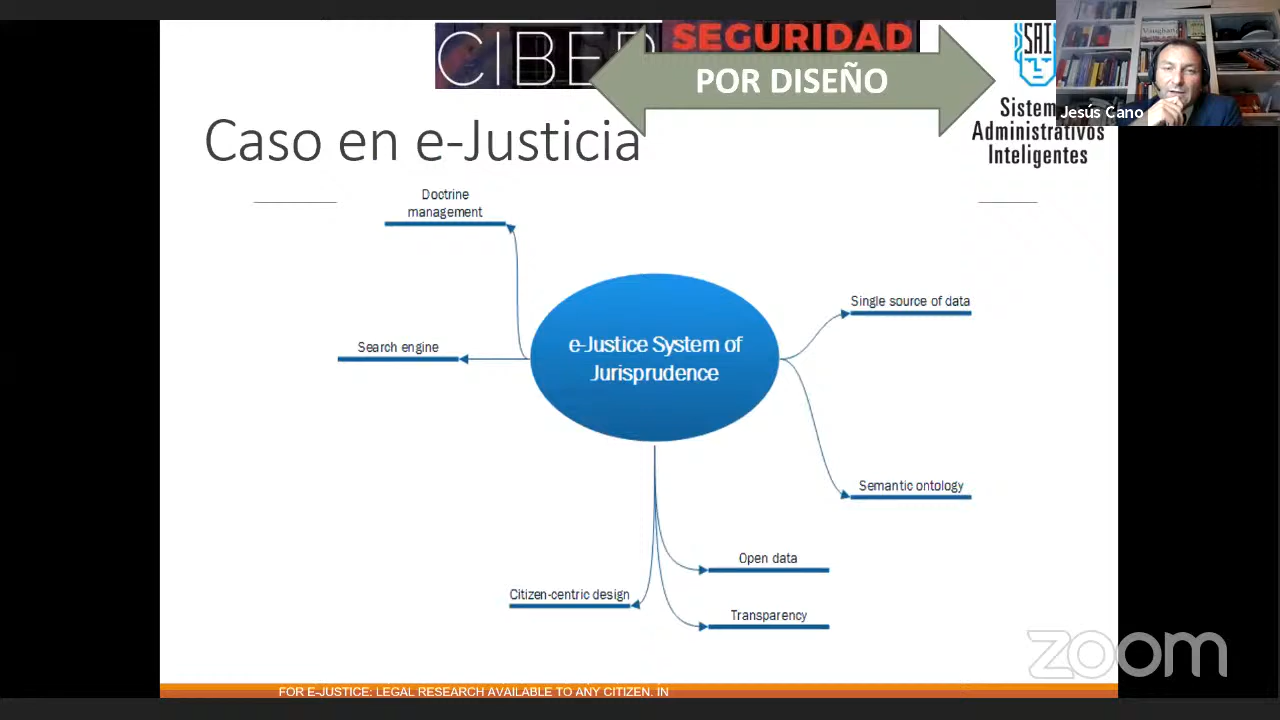 CIBER
SEGURIDAD
POR DISEÑO
SAI
Sistem
Administrativos
Inteligentes
Jesús Cano
Caso en e-Justicia
Doctrine
management
Search engine
e-Justice System of
Jurisprudence
Single source of data
Semantic ontology
Open data
Citizen-centric design
Transparency
zoom
FOR E-JUSTICE: LEGAL RESEARCH AVAILABLE TO ANY CITIZEN. IN